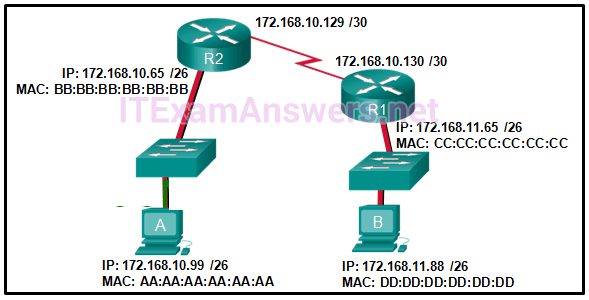 172.168.10.129 /30
R2
172.168.10.130 /30
IP: 172.168.10.65 /26
MAC: BB:BB:BB:BB:BB:BB
ITExamAnswers.net
R1
IP: 172.168.11.65 /26
MAC: CC:CC:CC:CC:CC:CC
A
B
IP: 172.168.10.99 /26
MAC: AA:AA:AA:AA:AA:AA
IP: 172.168.11.88 /26
MAC: DD:DD:DD:DD:DD:DD